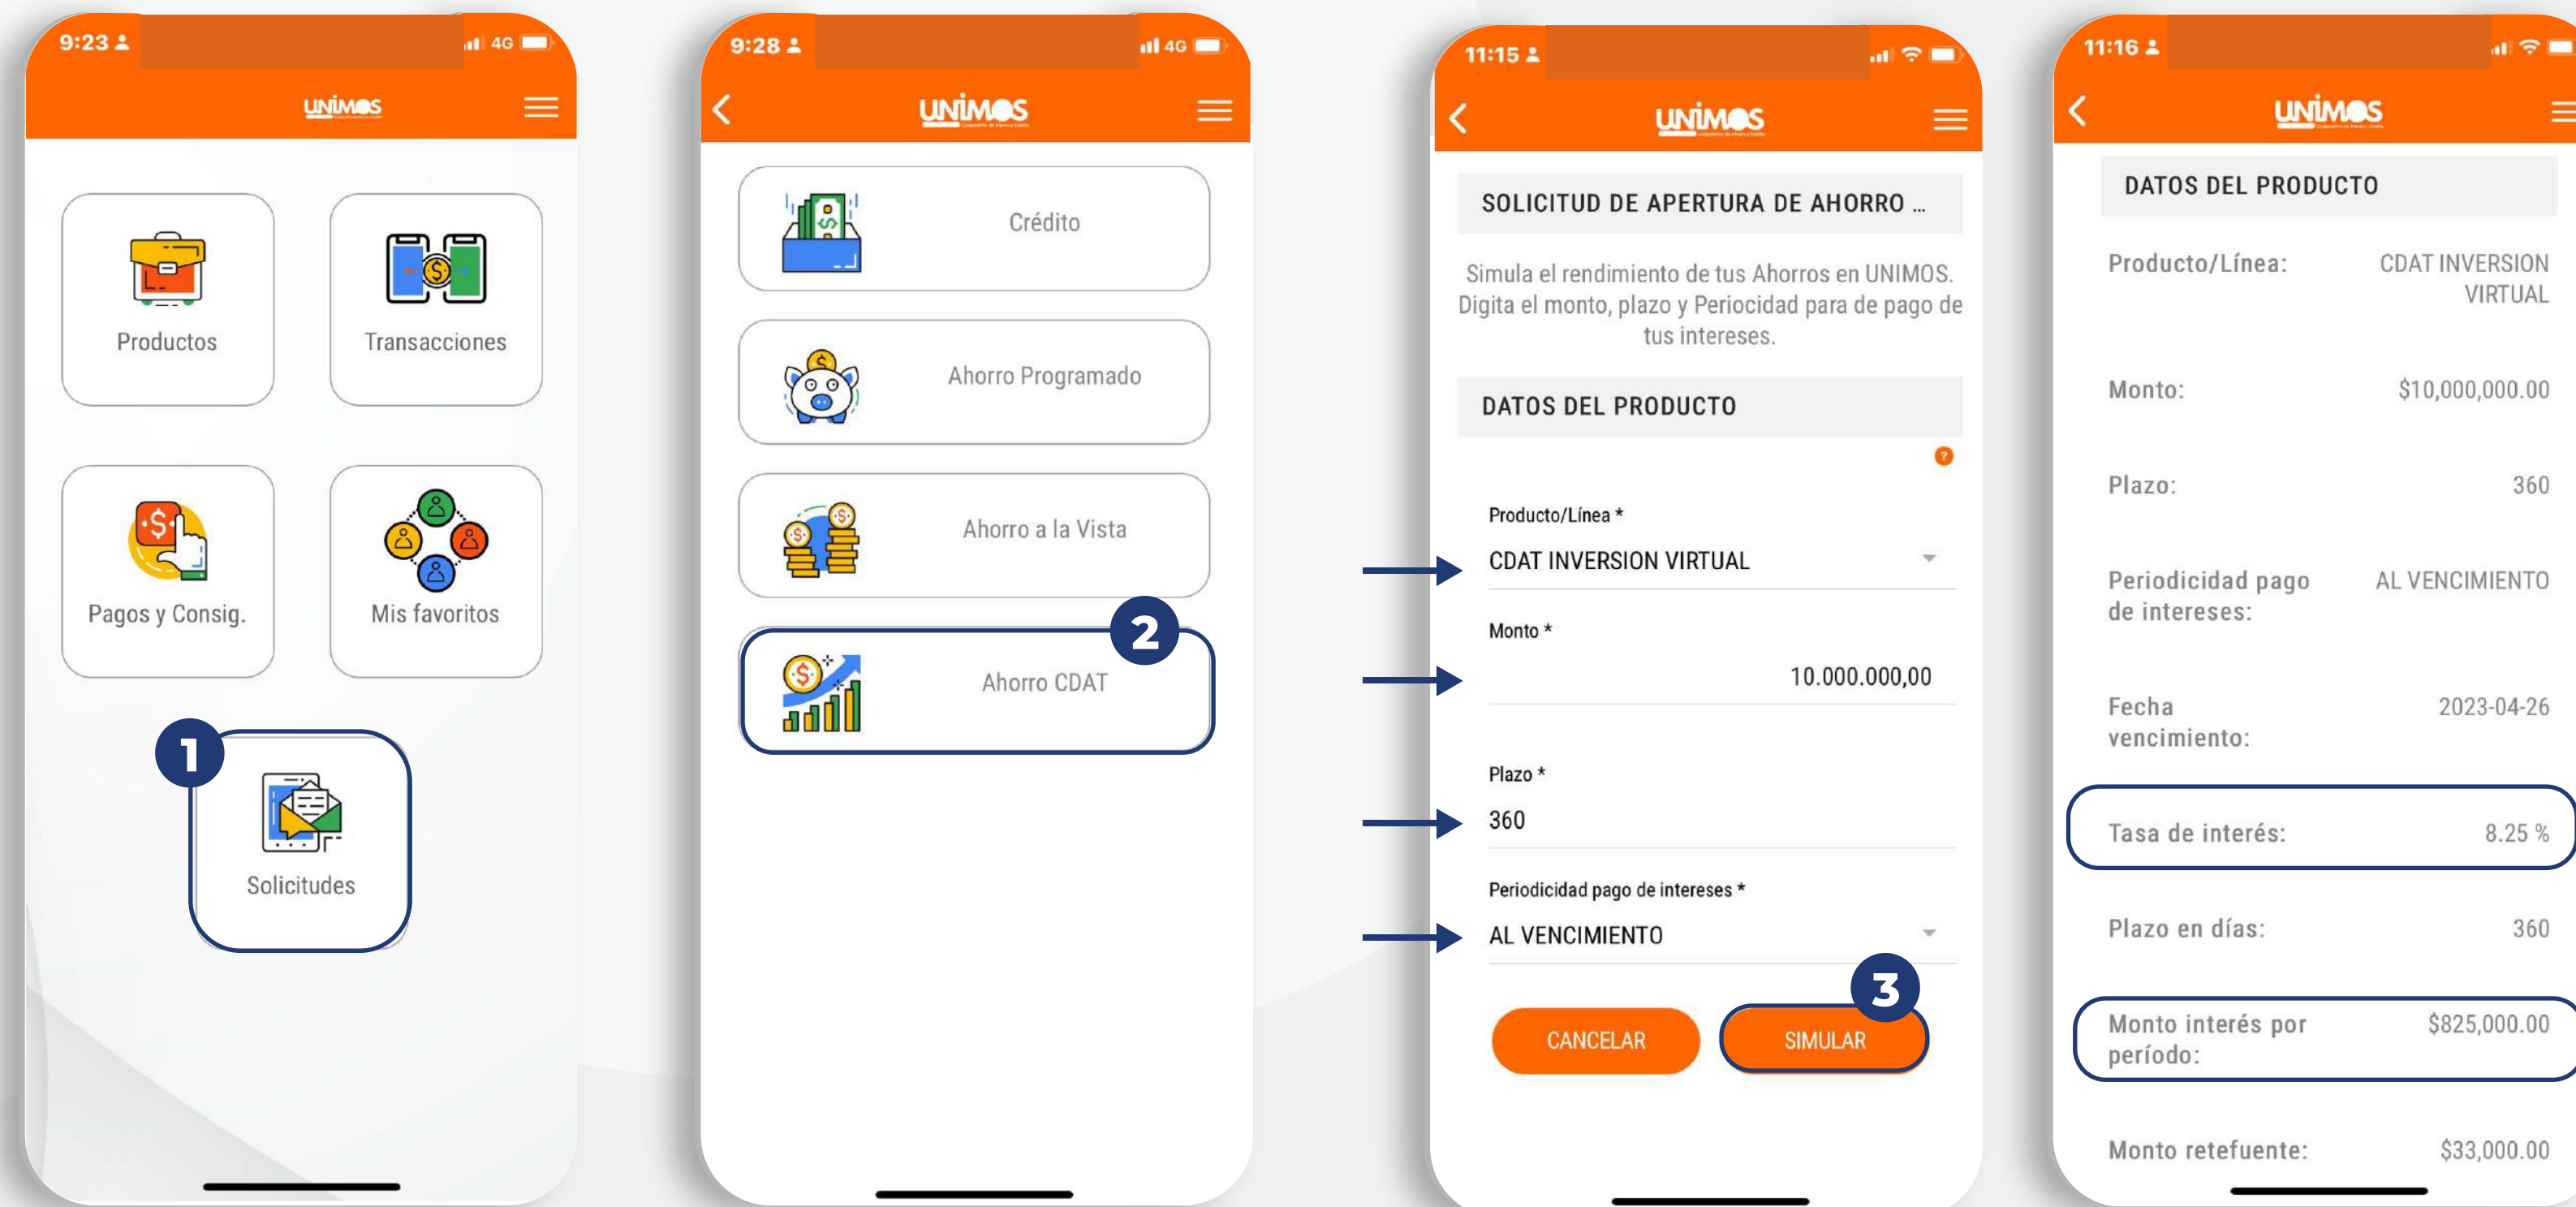 9:23
4G
UNIMOS
Productos
Transacciones
Pagos y Consig.
Mis favoritos
1
Solicitudes
9:28
4G
UNIMOS
Crédito
Ahorro Programado
Ahorro a la Vista
2
Ahorro CDAT
11:15
UNIMOS
SOLICITUD DE APERTURA DE AHORRO ...
Simula el rendimiento de tus Ahorros en UNIMOS.
Digita el monto, plazo y Periocidad para de pago de
tus intereses.
DATOS DEL PRODUCTO
?
Producto/Línea *
CDAT INVERSION VIRTUAL
Monto *
10.000.000,00
Plazo *
360
Periodicidad pago de intereses *
AL VENCIMIENTO
3
CANCELAR
SIMULAR
11:16
UNIMOS
DATOS DEL PRODUCTO
Producto/Línea: CDAT INVERSION
VIRTUAL
Monto: $10,000,000.00
Plazo: 360
Periodicidad pago AL VENCIMIENTO
de intereses:
Fecha 2023-04-26
vencimiento:
Tasa de interés: 8.25 %
Plazo en días: 360
Monto interés por $825,000.00
período:
Monto retefuente: $33,000.00